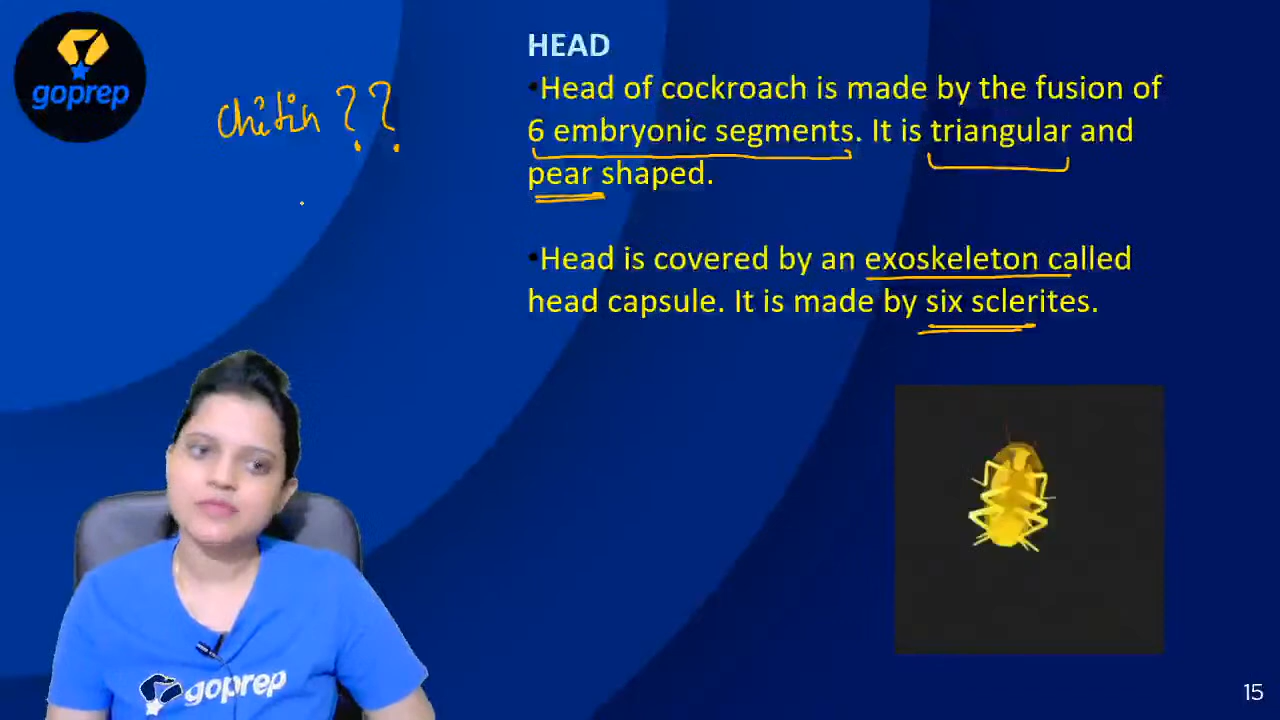 goprep
chitin ??
HEAD
•Head of cockroach is made by the fusion of
6 embryonic segments. It is triangular and
pear shaped.
•Head is covered by an exoskeleton called
head capsule. It is made by six sclerites.
goprep
15